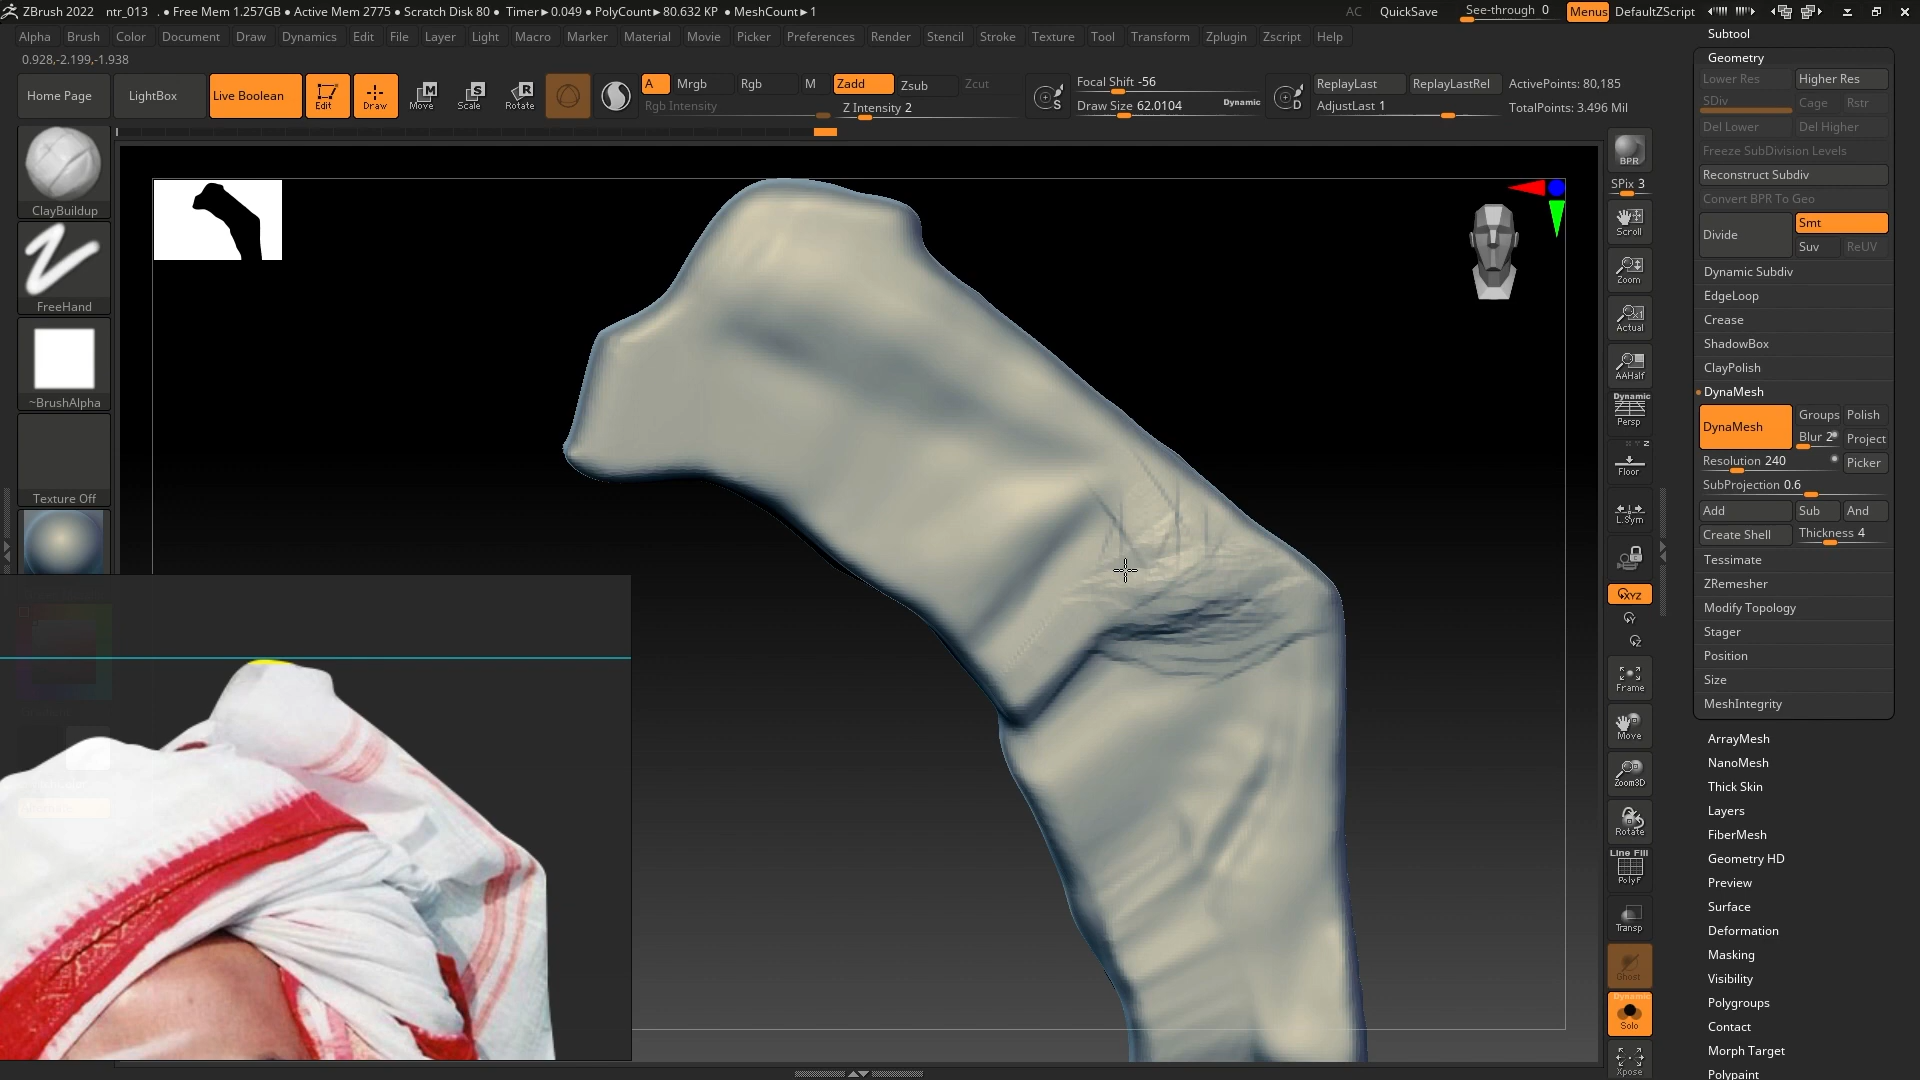 ZBrush 2022 ntr_013 . ● Free Mem 1.257GB ● Active Mem 2775 ● Scratch Disk 80 ● Timer►0.049 ● PolyCount►80.632 KP ● MeshCount►1 AC QuickSave See-through 0 Menus DefaultZScript
Alpha Brush Color Document Draw Dynamics Edit File Layer Light Macro Marker Material Movie Picker Preferences Render Stencil Stroke Texture Tool Transform Zplugin Zscript Help
0.928,-2.199,-1.938
Home Page LightBox Live Boolean Edit Draw Move Scale Rotate
A Mrgb Rgb M Zadd Zsub Zcut
Rgb Intensity Z Intensity 2
S
Focal Shift -56
Draw Size 62.0104 Dynamic
D
ReplayLast ReplayLastRel ActivePoints: 80,185
AdjustLast 1 TotalPoints: 3.496 Mil
ClayBuildup
FreeHand
~BrushAlpha
Texture Off
BPR
SPix 3
Scroll
Zoom
Actual
AAHalf
Dynamic
Persp
Floor
L.Sym
XYZ
Y
Z
Frame
Move
Zoom3D
Rotate
Line Fill
PolyF
Transp
Ghost
Dynamic
Solo
Xpose
Subtool
Geometry
Lower Res Higher Res
SDiv Cage Rstr
Del Lower Del Higher
Freeze SubDivision Levels
Reconstruct Subdiv
Convert BPR To Geo
Divide Smt
Suv ReUV
Dynamic Subdiv
EdgeLoop
Crease
ShadowBox
ClayPolish
DynaMesh
DynaMesh Groups Polish
Blur 2 Project
Resolution 240 Picker
SubProjection 0.6
Add Sub And
Create Shell Thickness 4
Tessimate
ZRemesher
Modify Topology
Stager
Position
Size
MeshIntegrity
ArrayMesh
NanoMesh
Thick Skin
Layers
FiberMesh
Geometry HD
Preview
Surface
Deformation
Masking
Visibility
Polygroups
Contact
Morph Target
Polypaint